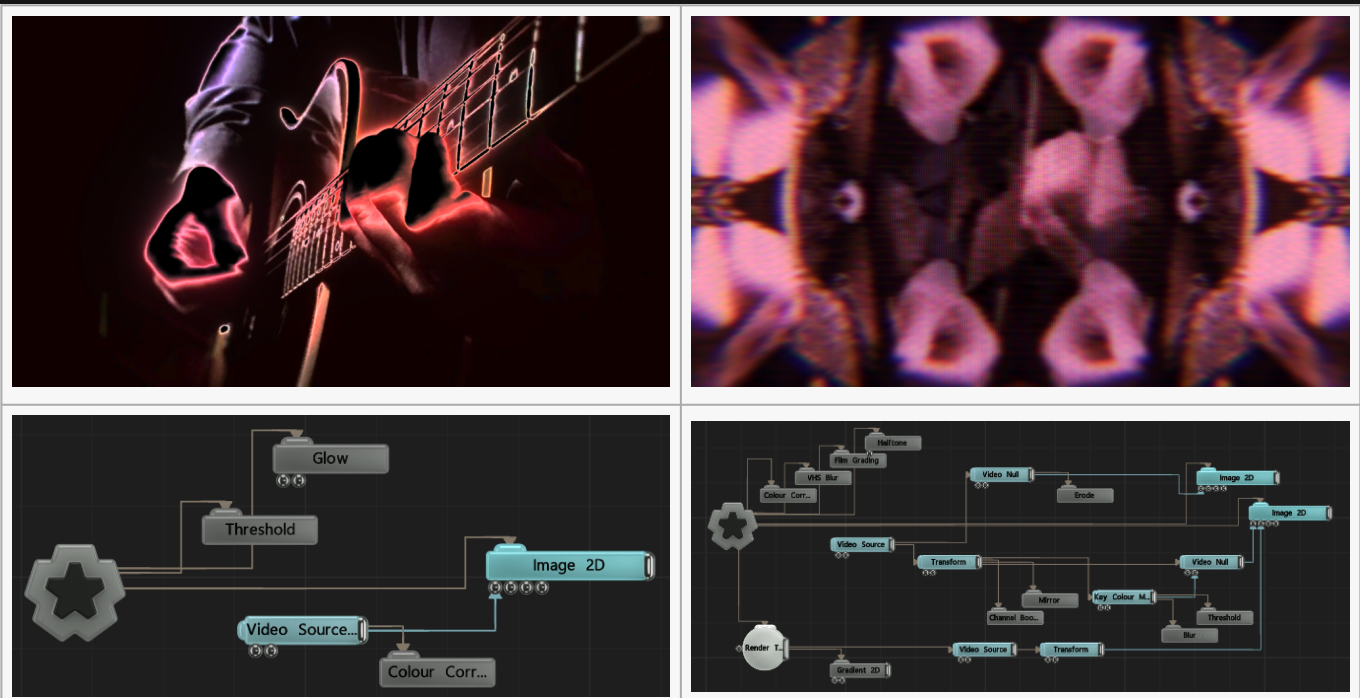 Glow
Threshold
Image 2D
Video Source...
Colour Corr...
Halftone
Film Grading
VHS Blur
Colour Corr...
Video Null
Erode
Image 2D
Image 2D
Video Source
Transform
Video Null
Mirror
Key Colour M...
Channel Boo...
Threshold
Blur
Render T...
Video Source
Transform
Gradient 2D